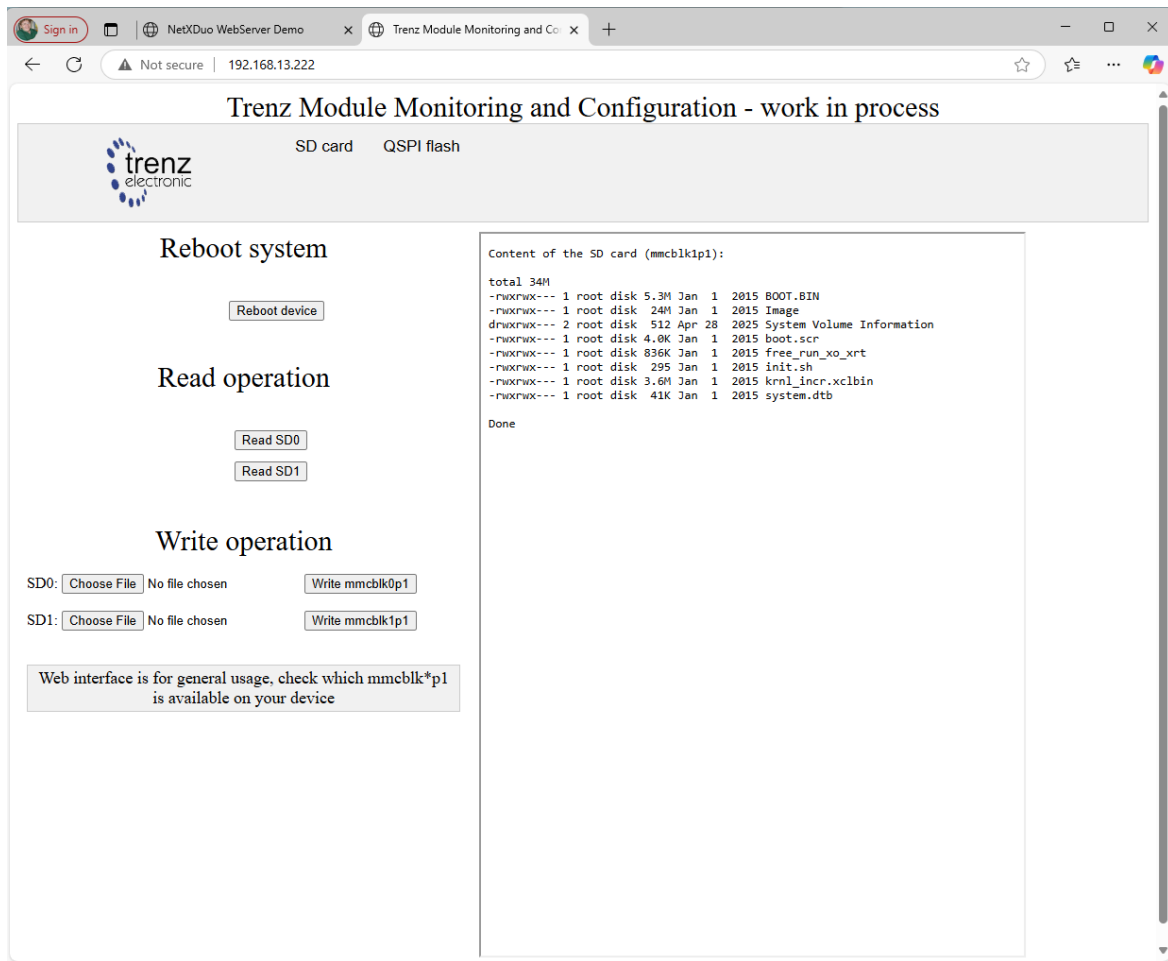 Sign in
NetXDuo WebServer Demo
Trenz Module Monitoring and Co
Not secure | 192.168.13.222
Trenz Module Monitoring and Configuration - work in process
trenz
electronic
SD card QSPI flash
Reboot system
Reboot device
Read operation
Read SD0
Read SD1
Write operation
SD0: Choose File No file chosen Write mmcblk0p1
SD1: Choose File No file chosen Write mmcblk1p1
Web interface is for general usage, check which mmcblk*p1
is available on your device
Content of the SD card (mmcblk1p1):
total 34M
-rwxrwx--- 1 root disk 5.3M Jan  1  2015 BOOT.BIN
-rwxrwx--- 1 root disk  24M Jan  1  2015 Image
drwxrwx--- 2 root disk  512 Apr 28  2025 System Volume Information
-rwxrwx--- 1 root disk 4.0K Jan  1  2015 boot.scr
-rwxrwx--- 1 root disk 836K Jan  1  2015 free_run_xo_xrt
-rwxrwx--- 1 root disk  295 Jan  1  2015 init.sh
-rwxrwx--- 1 root disk 3.6M Jan  1  2015 krnl_incr.xclbin
-rwxrwx--- 1 root disk  41K Jan  1  2015 system.dtb
Done